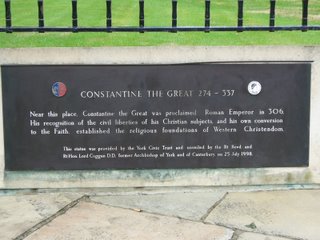 CONSTANTINE THE GREAT 274 - 337
Near this place, Constantine the Great was proclaimed Roman Emperor in 306.
His recognition of the civil liberties of his Christian subjects, and his own conversion
to the Faith, established the religious foundations of Western Christendom.
This statue was provided by the York Civic Trust and unveiled by the Rt Revd and
Rt Hon Lord Coggan D.D. former Archbishop of York and of Canterbury, on 25 July 1998.